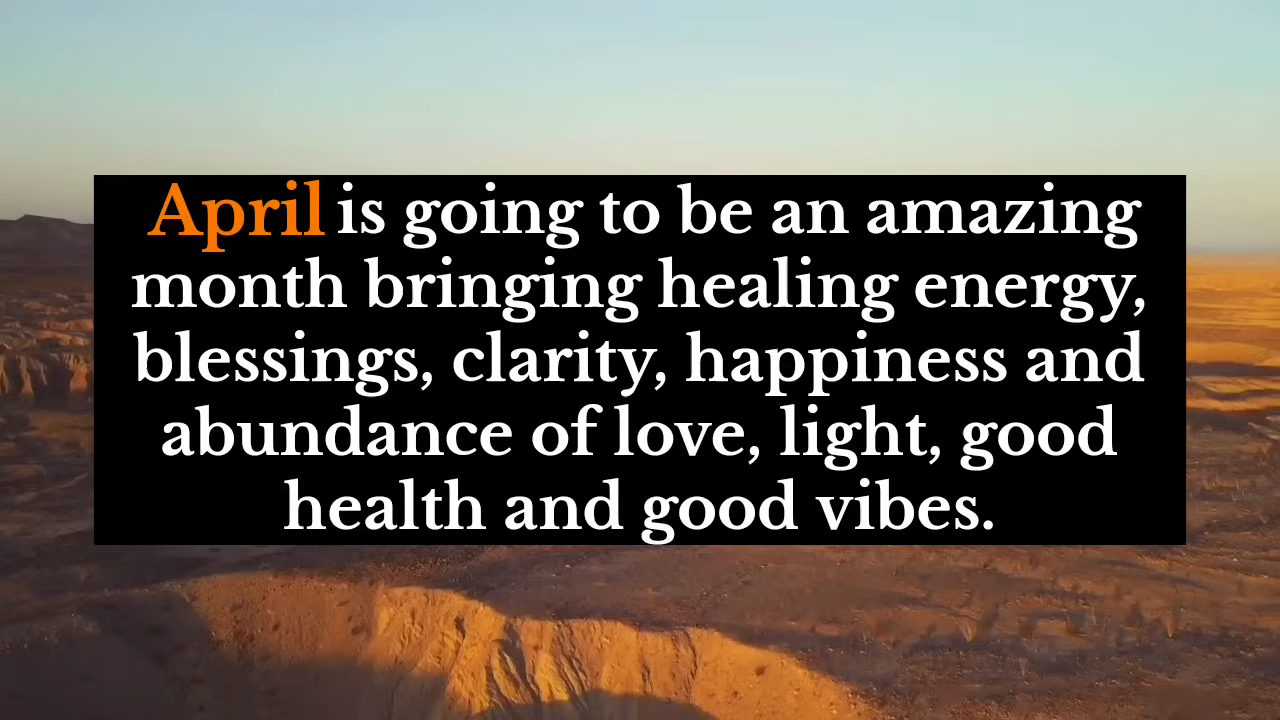 April is going to be an amazing
month bringing healing energy,
blessings, clarity, happiness and
abundance of love, light, good
health and good vibes.